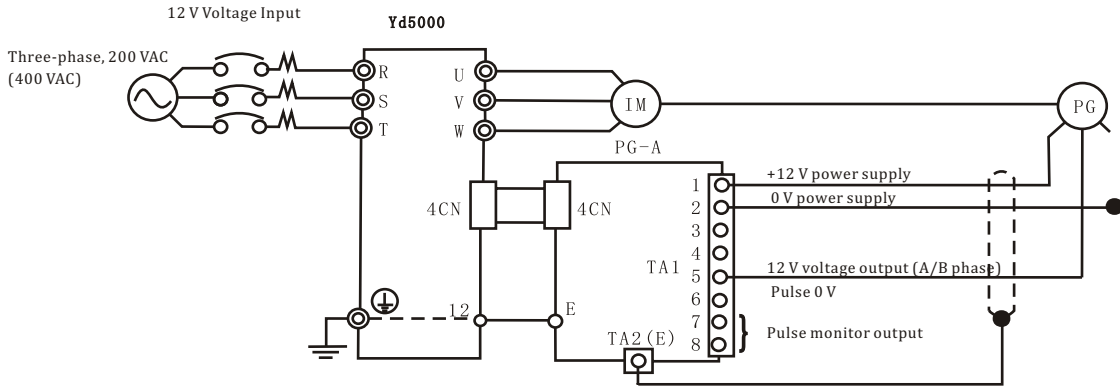 12 V Voltage Input
Yd5000
Three-phase, 200 VAC
(400 VAC)
R
S
T
U
V
W
IM
PG
PG-A
4CN
4CN
TA1
1
2
3
4
5
6
7
8
+12 V power supply
0 V power supply
12 V voltage output (A/B phase)
Pulse 0 V
Pulse monitor output
12
E
TA2(E)